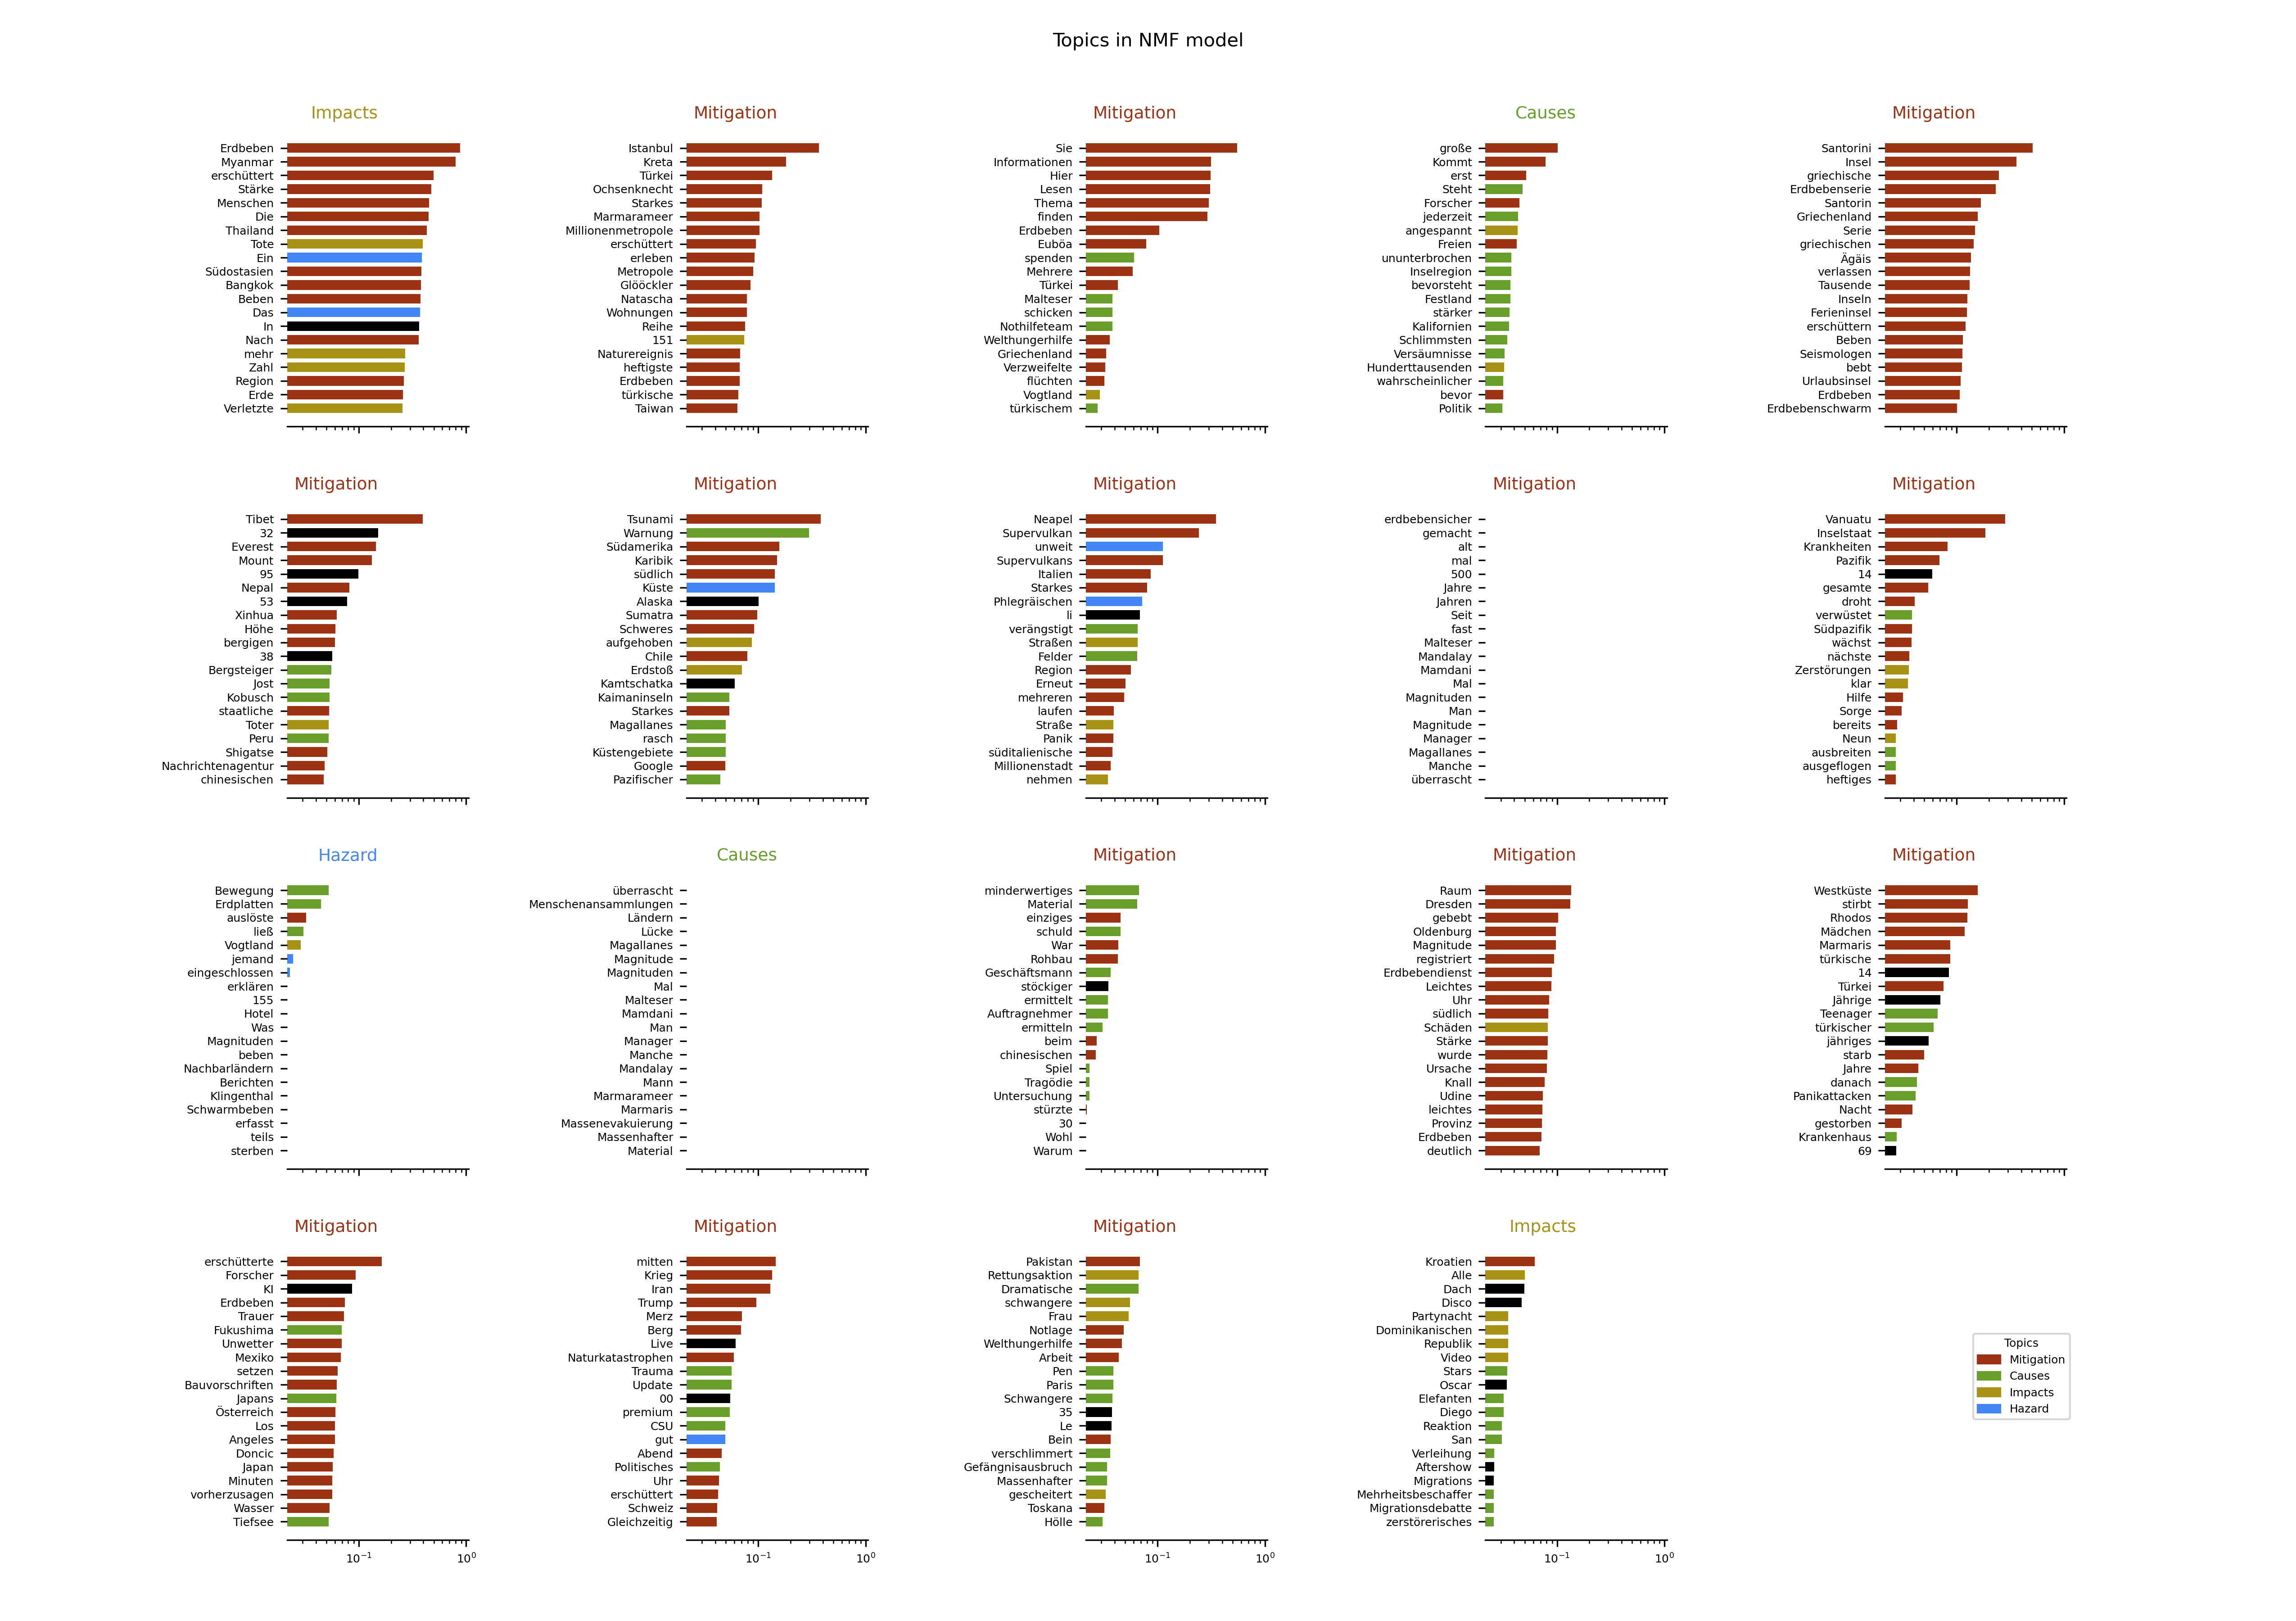 Topics in NMF model
Impacts
Erdbeben
Myanmar
erschüttert
Stärke
Menschen
Die
Thailand
Tote
Ein
Südostasien
Bangkok
Beben
Das
In
Nach
mehr
Zahl
Region
Erde
Verletzte
Mitigation
Istanbul
Kreta
Türkei
Ochsenknecht
Starkes
Marmarameer
Millionenmetropole
erschüttert
erleben
Metropole
Glööckler
Natascha
Wohnungen
Reihe
151
Naturereignis
heftigste
Erdbeben
türkische
Taiwan
Mitigation
Sie
Informationen
Hier
Lesen
Thema
finden
Erdbeben
Euböa
spenden
Mehrere
Türkei
Malteser
schicken
Nothilfeteam
Welthungerhilfe
Griechenland
Verzweifelte
flüchten
Vogtland
türkischem
Causes
große
Kommt
erst
Steht
Forscher
jederzeit
angespannt
Freien
ununterbrochen
Inselregion
bevorsteht
Festland
stärker
Kalifornien
Schlimmsten
Versäumnisse
Hunderttausenden
wahrscheinlicher
bevor
Politik
Mitigation
Santorini
Insel
griechische
Erdbebenserie
Santorin
Griechenland
Serie
griechischen
Ägäis
verlassen
Tausende
Inseln
Ferieninsel
erschüttern
Beben
Seismologen
bebt
Urlaubsinsel
Erdbeben
Erdbebenschwarm
Mitigation
Tibet
32
Everest
Mount
95
Nepal
53
Xinhua
Höhe
bergigen
38
Bergsteiger
Jost
Kobusch
staatliche
Toter
Peru
Shigatse
Nachrichtenagentur
chinesischen
Mitigation
Tsunami
Warnung
Südamerika
Karibik
südlich
Küste
Alaska
Sumatra
Schweres
aufgehoben
Chile
Erdstoß
Kamtschatka
Kaimaninseln
Starkes
Magallanes
rasch
Küstengebiete
Google
Pazifischer
Mitigation
Neapel
Supervulkan
unweit
Supervulkans
Italien
Starkes
Phlegräischen
li
verängstigt
Straßen
Felder
Region
Erneut
mehreren
laufen
Straße
Panik
süditalienische
Millionenstadt
nehmen
Mitigation
erdbebensicher
gemacht
alt
mal
500
Jahre
Jahren
Seit
fast
Malteser
Mandalay
Mamdani
Mal
Magnituden
Man
Magnitude
Manager
Magallanes
Manche
überrascht
Mitigation
Vanuatu
Inselstaat
Krankheiten
Pazifik
14
gesamte
droht
verwüstet
Südpazifik
wächst
nächste
Zerstörungen
klar
Hilfe
Sorge
bereits
Neun
ausbreiten
ausgeflogen
heftiges
Hazard
Bewegung
Erdplatten
auslöste
ließ
Vogtland
jemand
eingeschlossen
erklären
155
Hotel
Was
Magnituden
beben
Nachbarländern
Berichten
Klingenthal
Schwarmbeben
erfasst
teils
sterben
Causes
überrascht
Menschenansammlungen
Ländern
Lücke
Magallanes
Magnitude
Magnituden
Mal
Malteser
Mamdani
Man
Manager
Manche
Mandalay
Mann
Marmarameer
Marmaris
Massenevakuierung
Massenhafter
Material
Mitigation
minderwertiges
Material
einziges
schuld
War
Rohbau
Geschäftsmann
stöckiger
ermittelt
Auftragnehmer
ermitteln
beim
chinesischen
Spiel
Tragödie
Untersuchung
stürzte
30
Wohl
Warum
Mitigation
Raum
Dresden
gebebt
Oldenburg
Magnitude
registriert
Erdbebendienst
Leichtes
Uhr
südlich
Schäden
Stärke
wurde
Ursache
Knall
Udine
leichtes
Provinz
Erdbeben
deutlich
Mitigation
Westküste
stirbt
Rhodos
Mädchen
Marmaris
türkische
14
Türkei
Jährige
Teenager
türkischer
jähriges
starb
Jahre
danach
Panikattacken
Nacht
gestorben
Krankenhaus
69
Mitigation
erschütterte
Forscher
KI
Erdbeben
Trauer
Fukushima
Unwetter
Mexiko
setzen
Bauvorschriften
Japans
Österreich
Los
Angeles
Doncic
Japan
Minuten
vorherzusagen
Wasser
Tiefsee
10⁻¹ 10⁰
Mitigation
mitten
Krieg
Iran
Trump
Merz
Berg
Live
Naturkatastrophen
Trauma
Update
00
premium
CSU
gut
Abend
Politisches
Uhr
erschüttert
Schweiz
Gleichzeitig
10⁻¹ 10⁰
Mitigation
Pakistan
Rettungsaktion
Dramatische
schwangere
Frau
Notlage
Welthungerhilfe
Arbeit
Pen
Paris
Schwangere
35
Le
Bein
verschlimmert
Gefängnisausbruch
Massenhafter
gescheitert
Toskana
Hölle
10⁻¹ 10⁰
Impacts
Kroatien
Alle
Dach
Disco
Partynacht
Dominikanischen
Republik
Video
Stars
Oscar
Elefanten
Diego
Reaktion
San
Verleihung
Aftershow
Migrations
Mehrheitsbeschaffer
Migrationsdebatte
zerstörerisches
10⁻¹ 10⁰
Topics
Mitigation
Causes
Impacts
Hazard